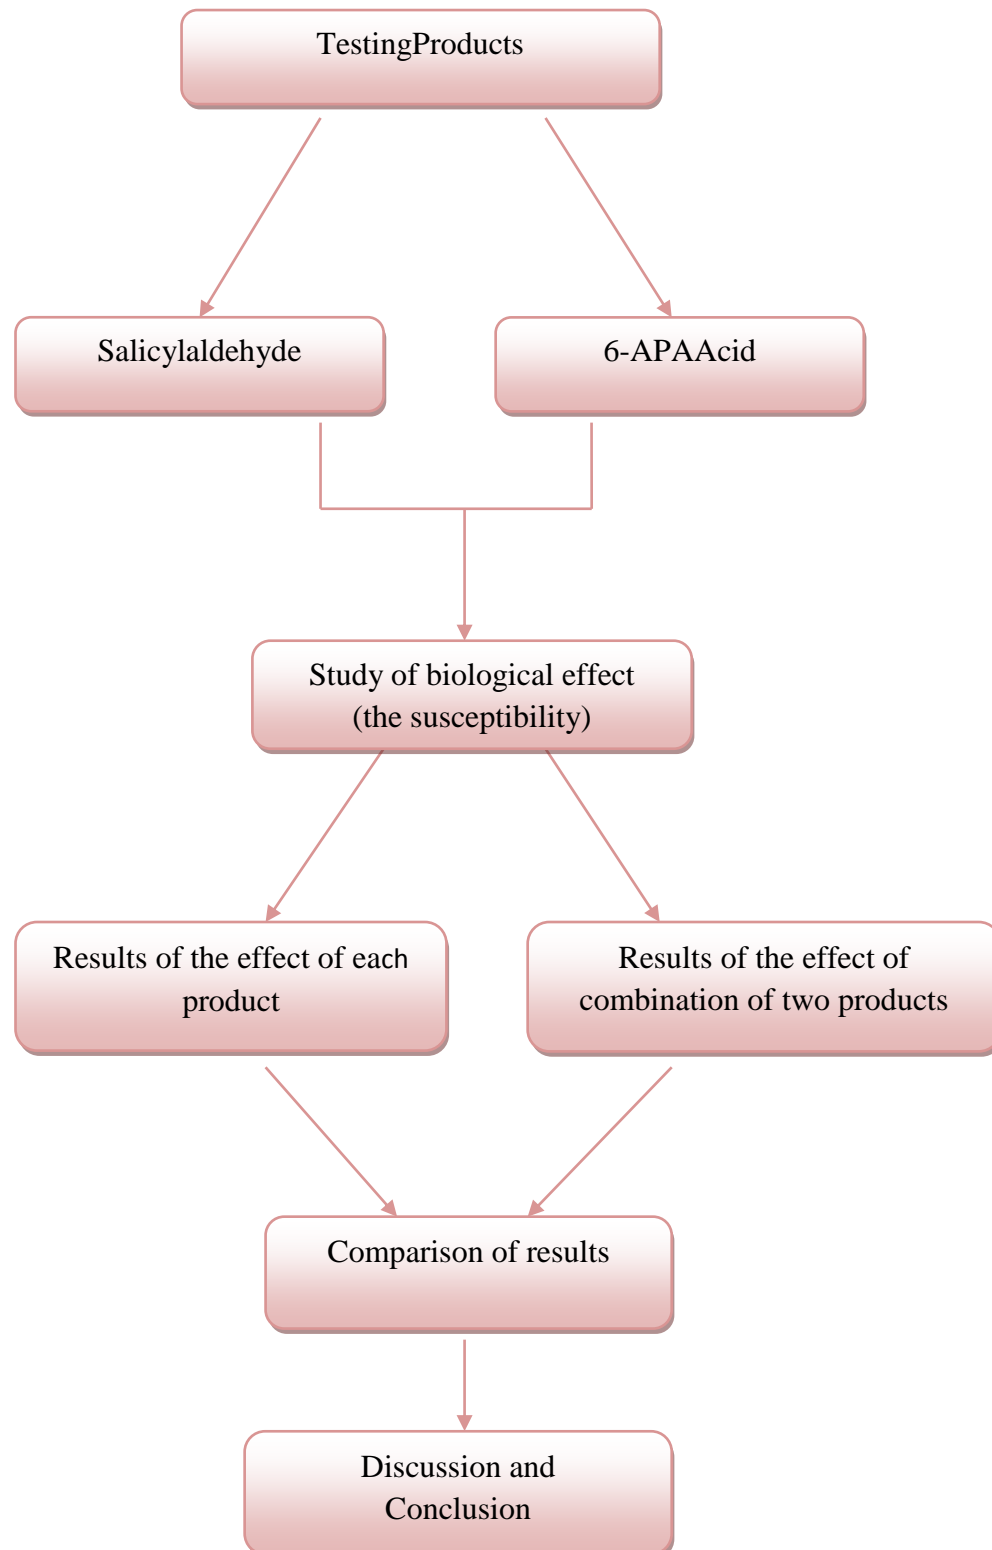 TestingProducts
Salicylaldehyde
6-APAAcid
Study of biological effect
(the susceptibility)
Results of the effect of each
product
Results of the effect of
combination of two products
Comparison of results
Discussion and
Conclusion